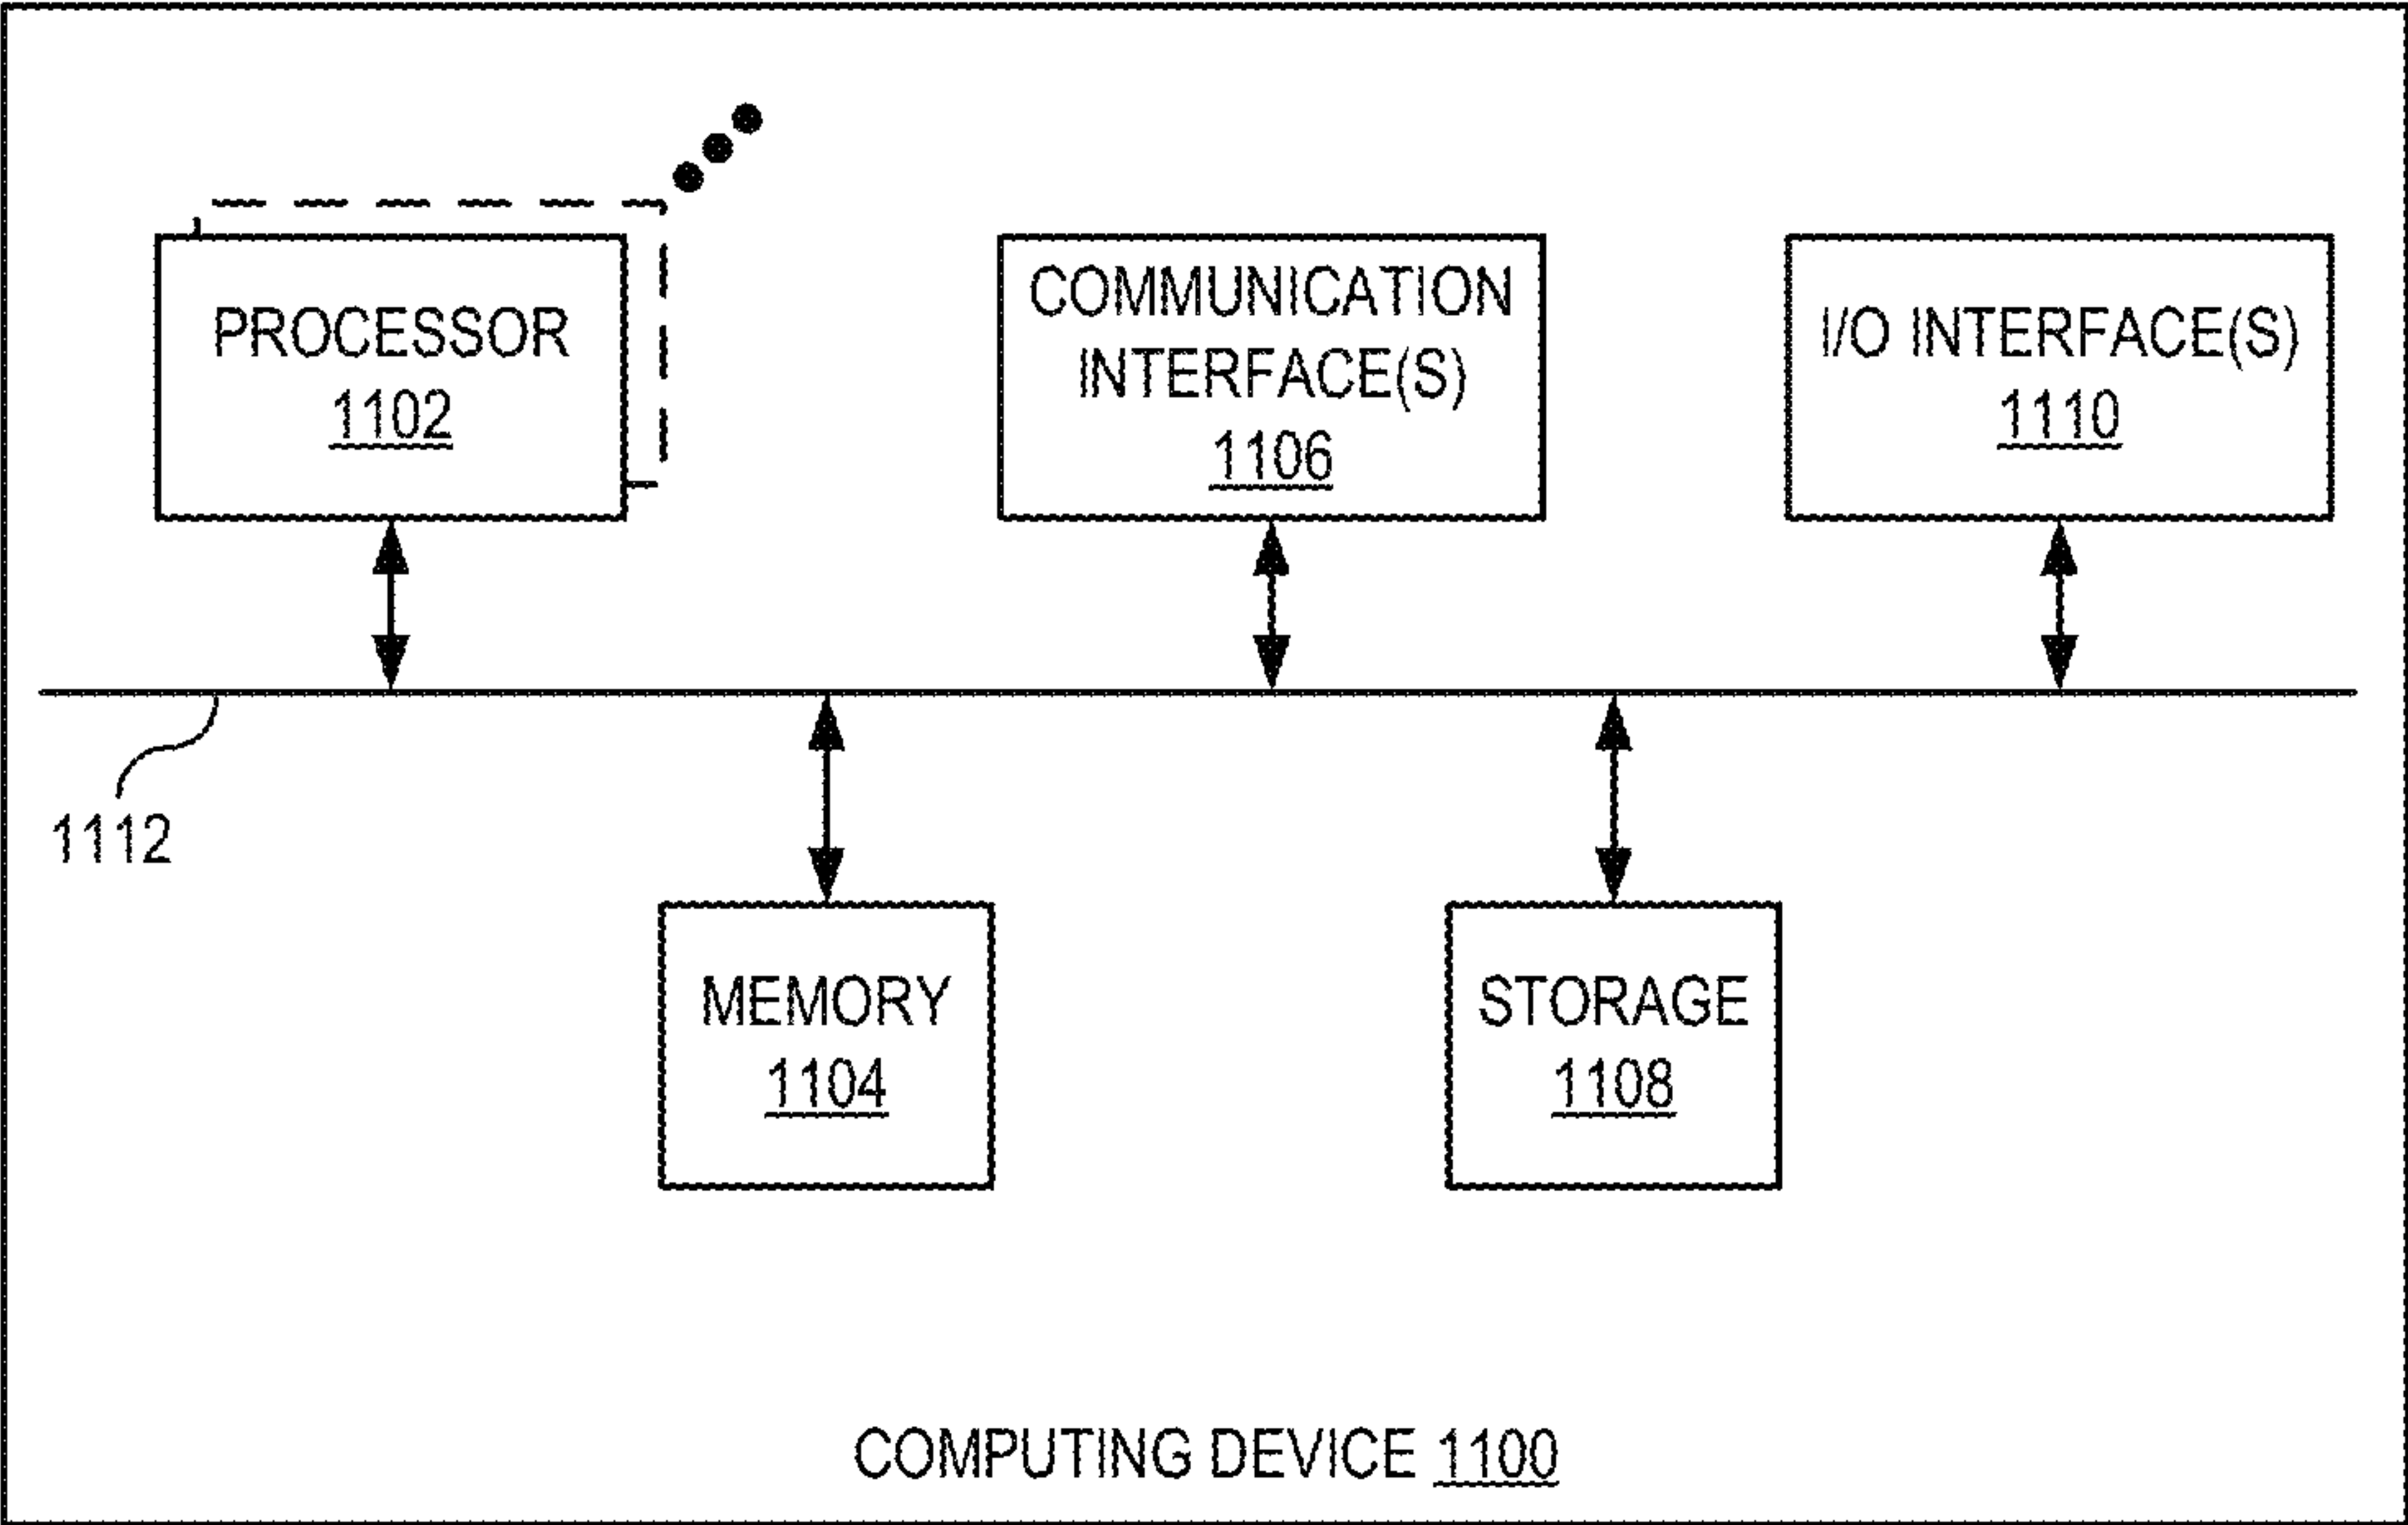 PROCESSOR
1102
COMMUNICATION
INTERFACE(S)
1106
I/O INTERFACE(S)
1110
1112
MEMORY
1104
STORAGE
1108
COMPUTING DEVICE 1100